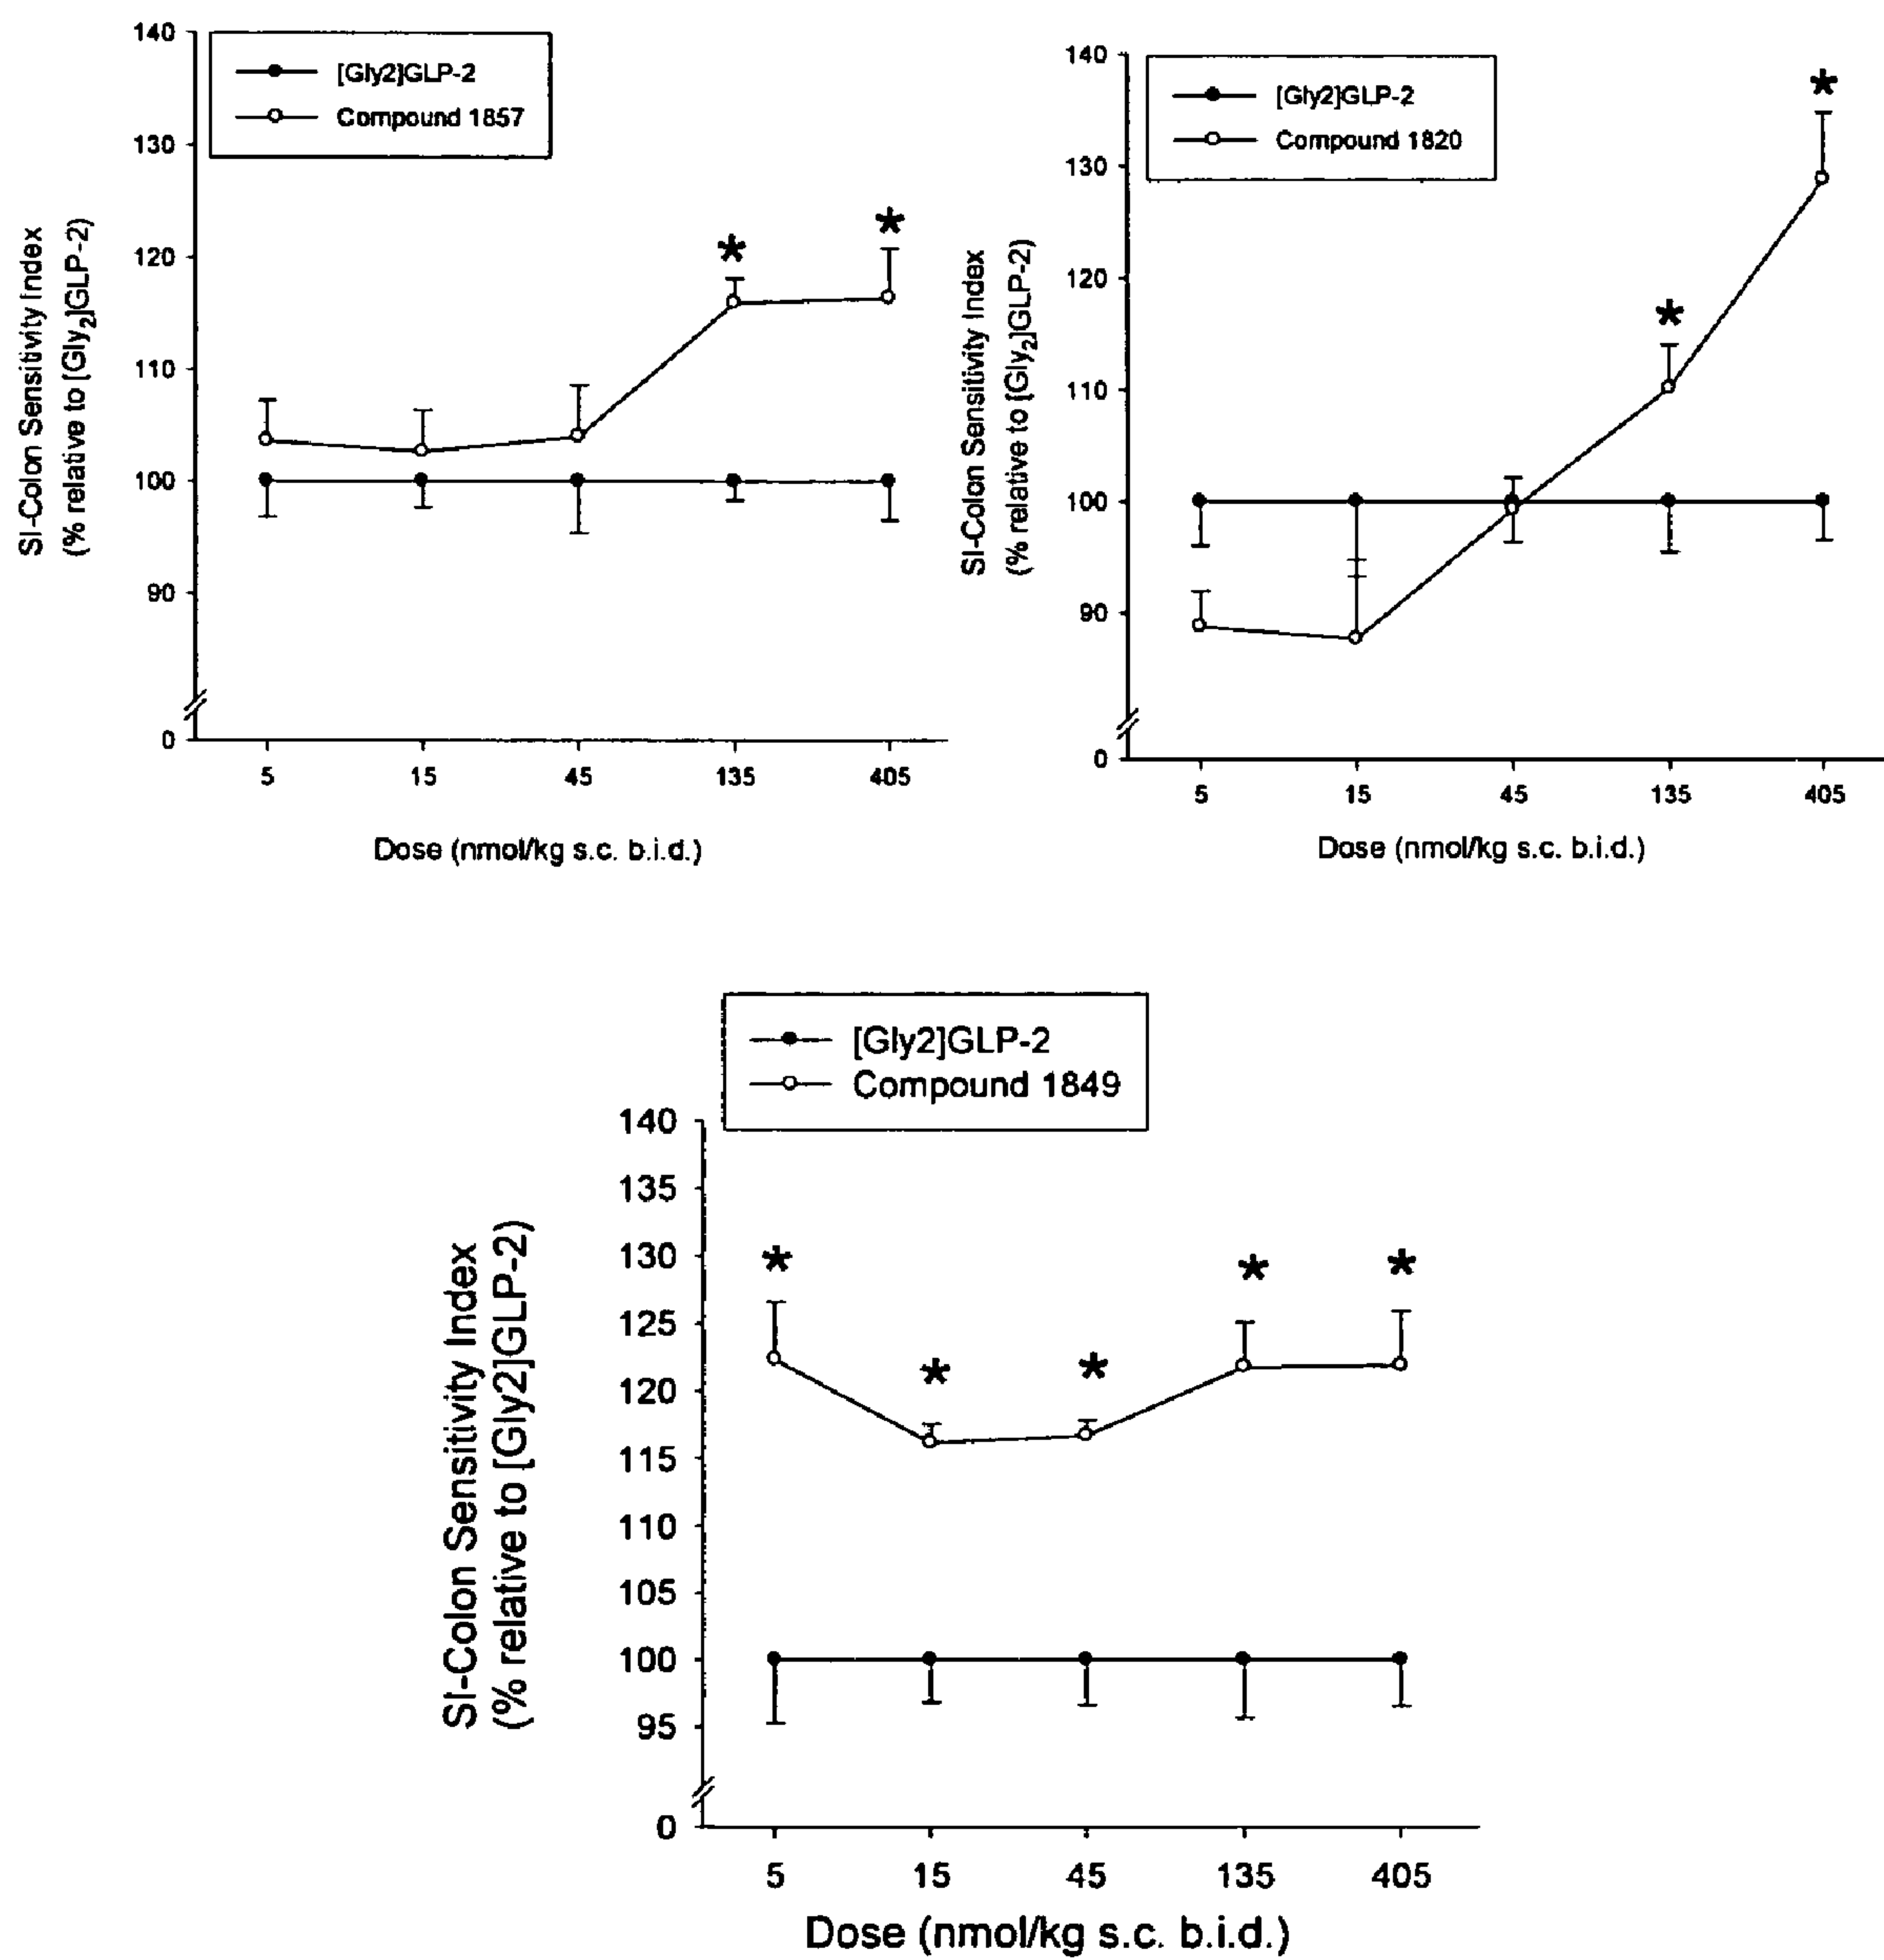 [Gly2]GLP-2
Compound 1857
140
130
120
110
100
90
0
SI-Colon Sensitivity Index
(% relative to [Gly2]GLP-2)
*
*
5 15 45 135 405
Dose (nmol/kg s.c. b.i.d.)
[Gly2]GLP-2
Compound 1820
140
130
120
110
100
90
0
SI-Colon Sensitivity Index
(% relative to [Gly2]GLP-2)
*
*
5 15 45 135 405
Dose (nmol/kg s.c. b.i.d.)
[Gly2]GLP-2
Compound 1849
140
135
130
125
120
115
110
105
100
95
0
SI-Colon Sensitivity Index
(% relative to [Gly2]GLP-2)
*
*
*
*
*
5 15 45 135 405
Dose (nmol/kg s.c. b.i.d.)